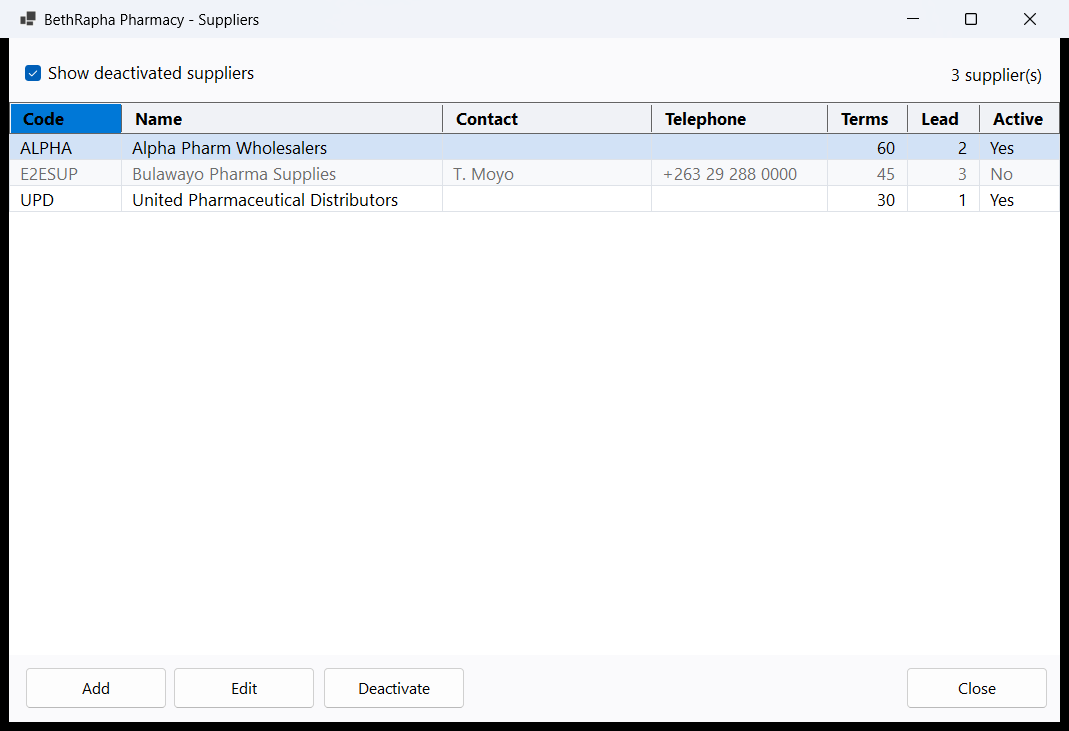 BethRapha Pharmacy - Suppliers
Show deactivated suppliers 3 supplier(s)
Code Name Contact Telephone Terms Lead Active
ALPHA Alpha Pharm Wholesalers 60 2 Yes
E2ESUP Bulawayo Pharma Supplies T. Moyo +263 29 288 0000 45 3 No
UPD United Pharmaceutical Distributors 30 1 Yes
Add Edit Deactivate Close